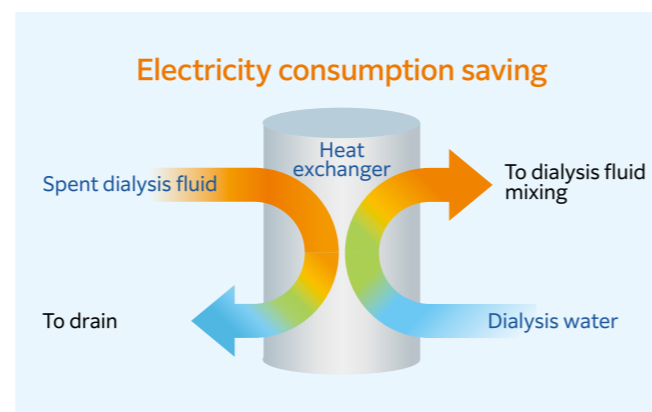 Electricity consumption saving
Heat
exchanger
Spent dialysis fluid
To dialysis fluid
mixing
To drain
Dialysis water